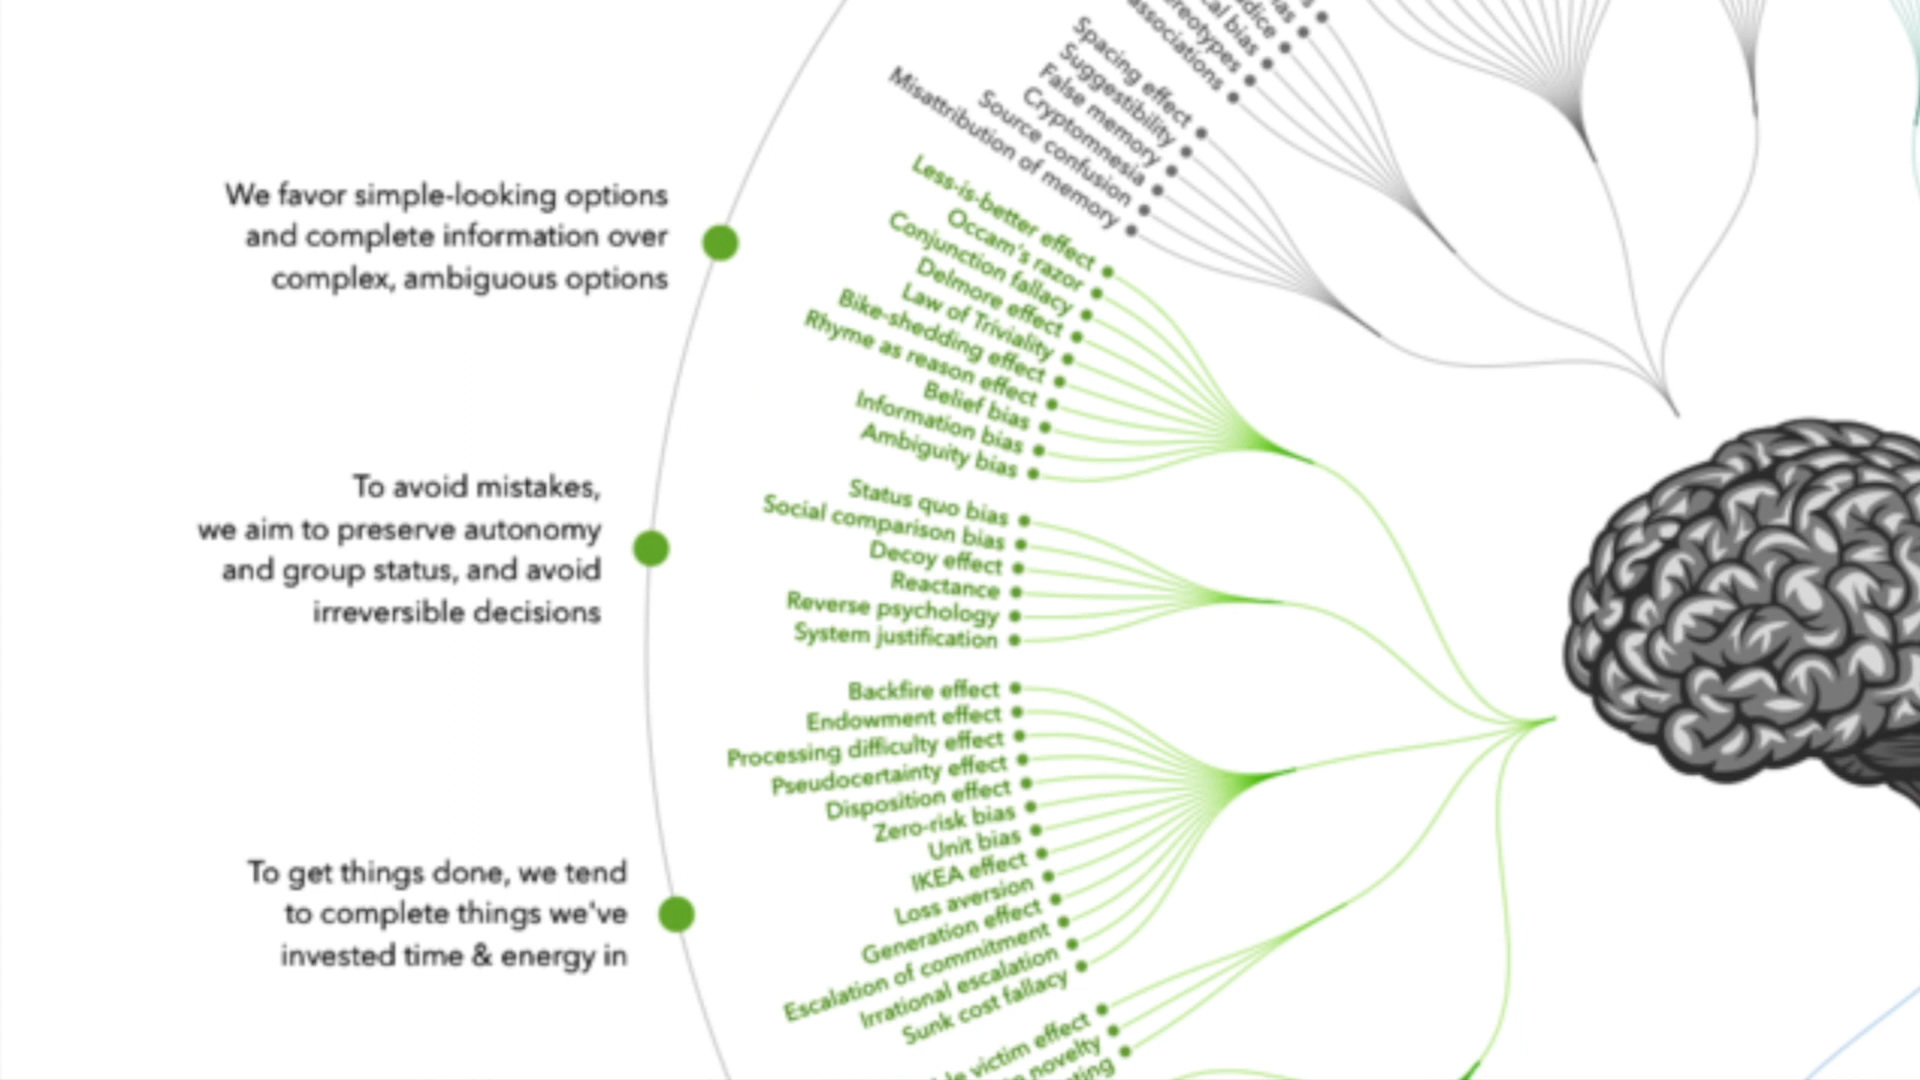 We favor simple-looking options
and complete information over
complex, ambiguous options
To avoid mistakes,
we aim to preserve autonomy
and group status, and avoid
irreversible decisions
To get things done, we tend
to complete things we've
invested time & energy in
associations
Spacing effect
Suggestibility
False memory
Cryptomnesia
Source confusion
Misattribution of memory
Less-is-better effect
Occam's razor
Conjunction fallacy
Delmore effect
Law of Triviality
Bike-shedding effect
Rhyme as reason effect
Belief bias
Information bias
Ambiguity bias
Status quo bias
Social comparison bias
Decoy effect
Reactance
Reverse psychology
System justification
Backfire effect
Endowment effect
Processing difficulty effect
Pseudocertainty effect
Disposition effect
Zero-risk bias
Unit bias
IKEA effect
Loss aversion
Generation effect
Escalation of commitment
Irrational escalation
Sunk cost fallacy
victim effect
novelty